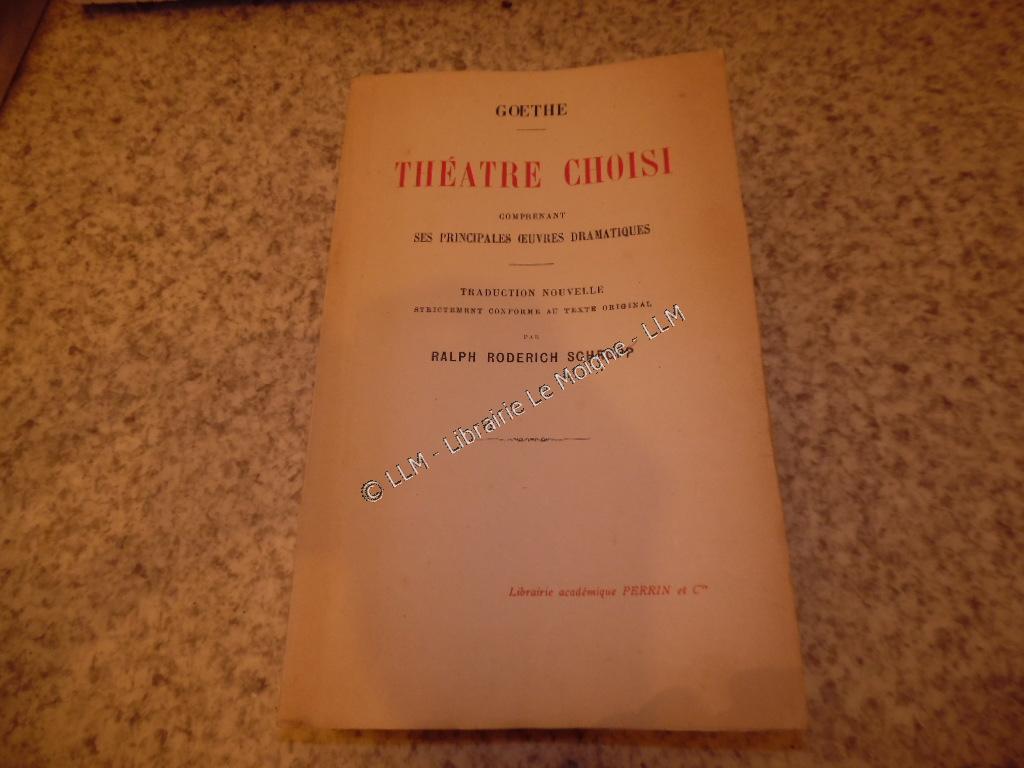 GŒTHE
THÉATRE CHOISI
COMPRENANT
SES PRINCIPALES ŒUVRES DRAMATIQUES
TRADUCTION NOUVELLE
STRICTEMENT CONFORME AU TEXTE ORIGINAL
PAR
RALPH RODERICH
© LLM - Librairie Le Moigne - LLM
Librairie académique PERRIN et Cie